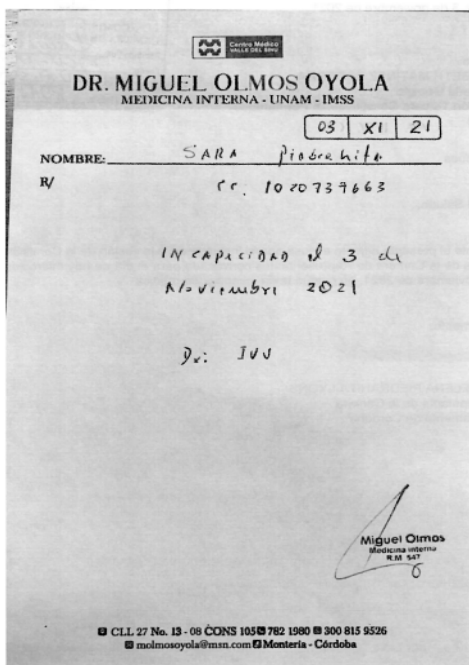 Centro Médico
VALLE DEL SINÚ
DR. MIGUEL OLMOS OYOLA
MEDICINA INTERNA - UNAM - IMSS
03 XI 21
NOMBRE: SARA Piedrahita
R/ cc. 1020737663
INCAPACIDAD el 3 de
Noviembre 2021
Dx: IVU
Miguel Olmos
Medicina interna
R.M. 547
CLL 27 No. 13 - 08 CONS 105 782 1980 300 815 9526
molmosoyola@msn.com Montería - Córdoba